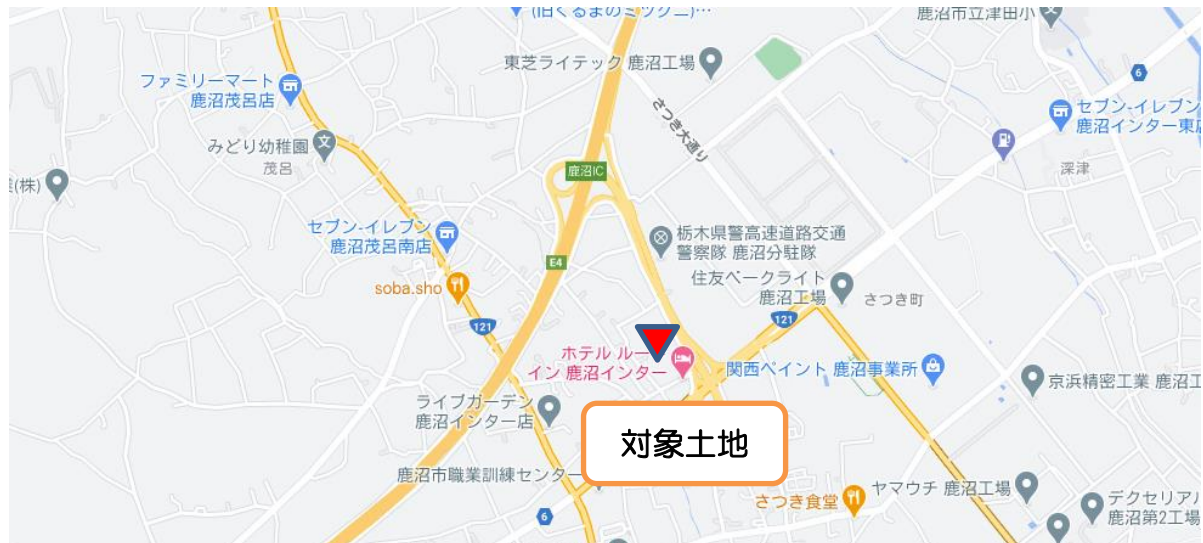 (旧くるまのミツクニ)…
鹿沼市立津田小
東芝ライテック 鹿沼工場
ファミリーマート
鹿沼茂呂店
6
セブン-イレブン
鹿沼インター東店
さつき大通り
みどり幼稚園
茂呂
鹿沼IC
深津
(株)
セブン-イレブン
鹿沼茂呂南店
栃木県警高速道路交通
警察隊 鹿沼分駐隊
E4
soba.sho
住友ベークライト
鹿沼工場
さつき町
121
121
ホテル ルー
イン 鹿沼インター
関西ペイント 鹿沼事業所
京浜精密工業 鹿沼工
ライブガーデン
鹿沼インター店
対象土地
鹿沼市職業訓練センター
さつき食堂
ヤマウチ 鹿沼工場
デクセリアル
鹿沼第2工場
6